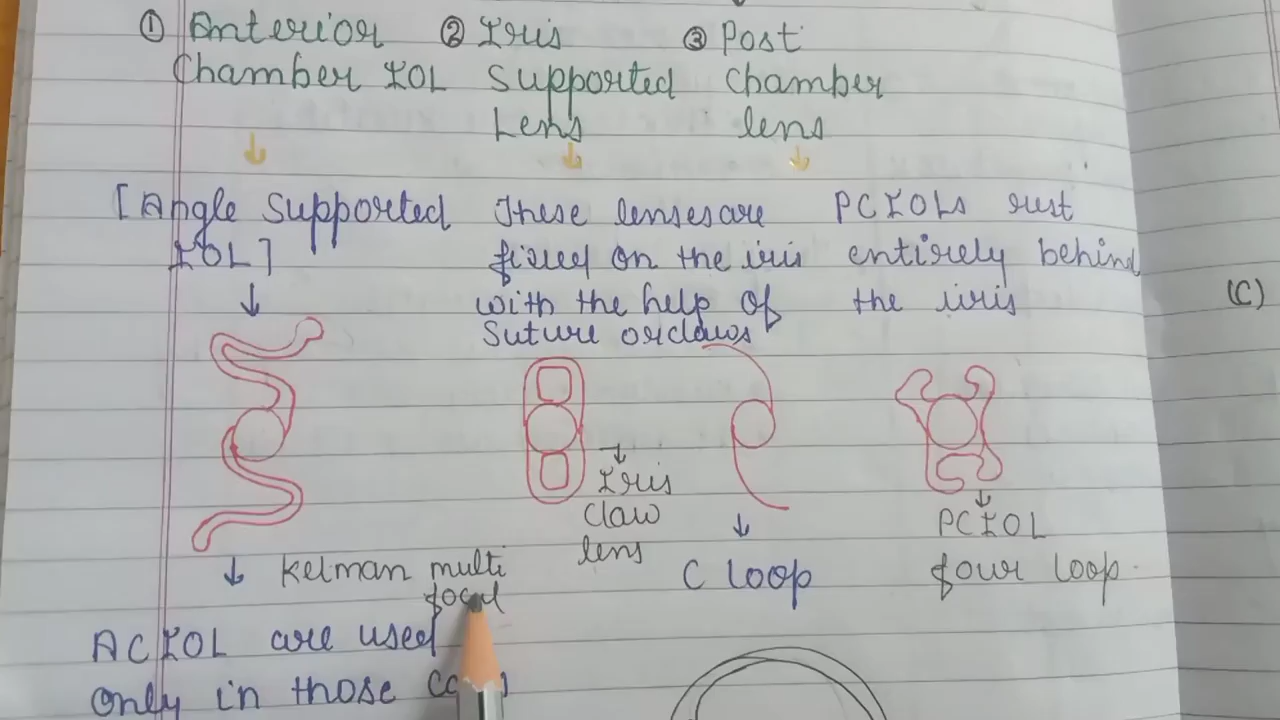 ① Anterior ② Iris ③ Post
Chamber IOL Supported Chamber
Lens lens
[Angle Supported These lenses are PCIOLs rest
IOL] fixed on the iris entirely behind
with the help of the iris
Suture or claws
(C)
Iris
claw
lens
PCIOL
four loop
C loop
Kelman multi
focal
ACIOL are used
only in those